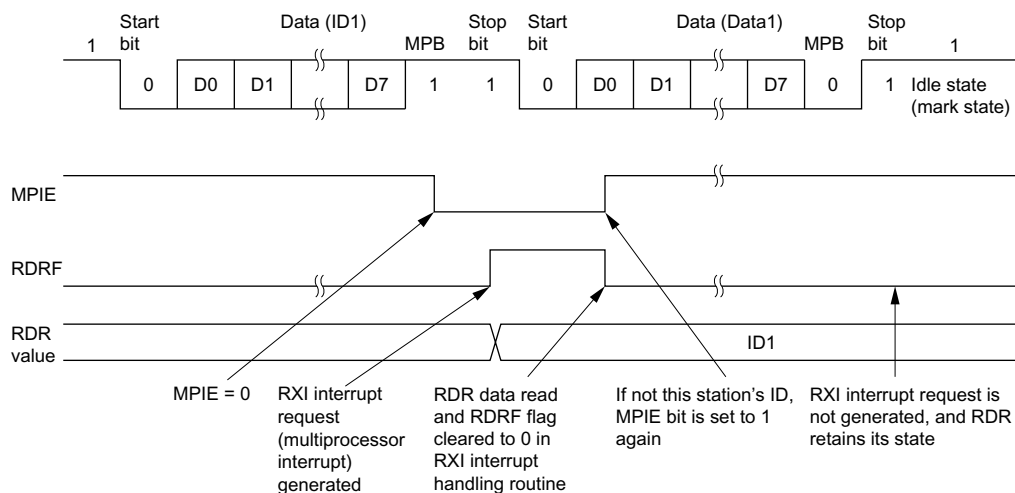 Start
bit
Data (ID1)
MPB
Stop
bit
Start
bit
Data (Data1)
MPB
Stop
bit
1
1
0
D0
D1
D7
1
1
0
D0
D1
D7
0
1
Idle state
(mark state)
MPIE
RDRF
RDR
value
ID1
MPIE = 0
RXI interrupt
request
(multiprocessor
interrupt)
generated
RDR data read
and RDRF flag
cleared to 0 in
RXI interrupt
handling routine
If not this station's ID,
MPIE bit is set to 1
again
RXI interrupt request is
not generated, and RDR
retains its state